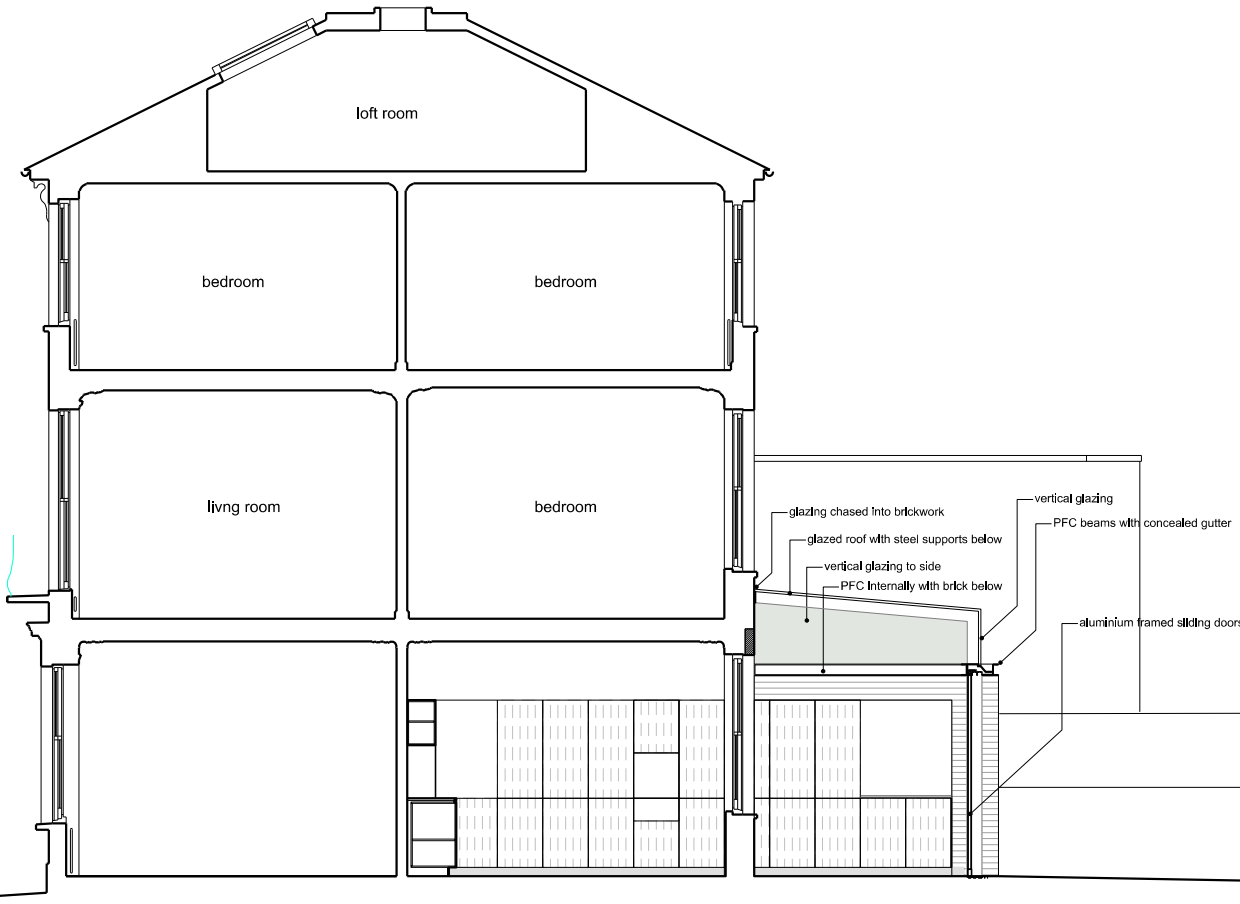 loft room
bedroom
bedroom
livng room
bedroom
vertical glazing
glazing chased into brickwork
PFC beams with concealed gutter
glazed roof with steel supports below
vertical glazing to side
PFC internally with brick below
aluminium framed sliding doors